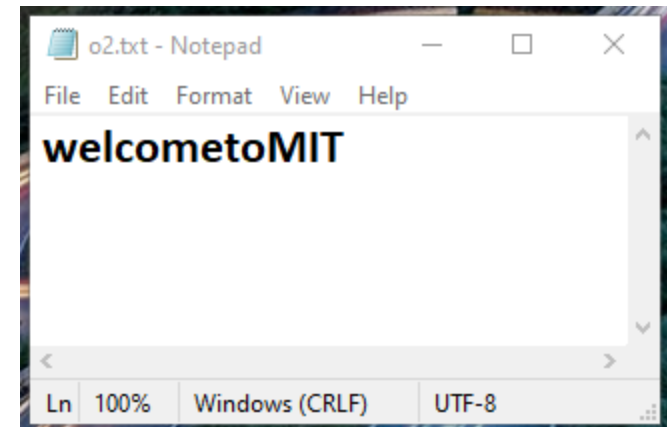 o2.txt - Notepad
File Edit Format View Help
welcometoMIT
Ln 100% Windows (CRLF) UTF-8